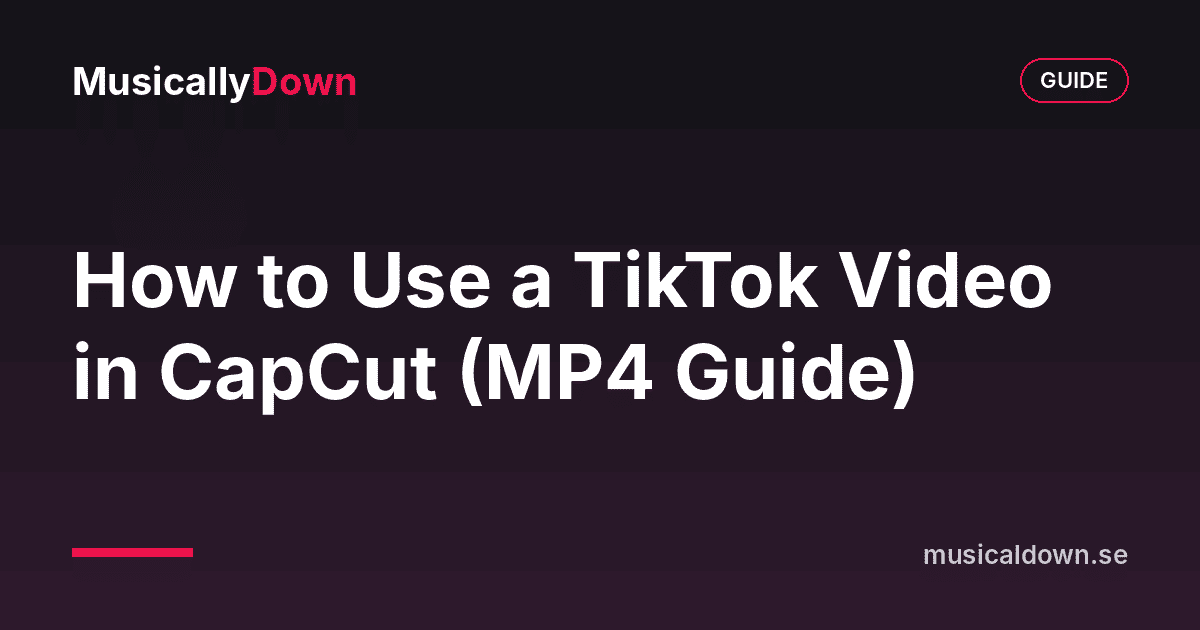 MusicallyDown
GUIDE
How to Use a TikTok Video
in CapCut (MP4 Guide)
musicaldown.se